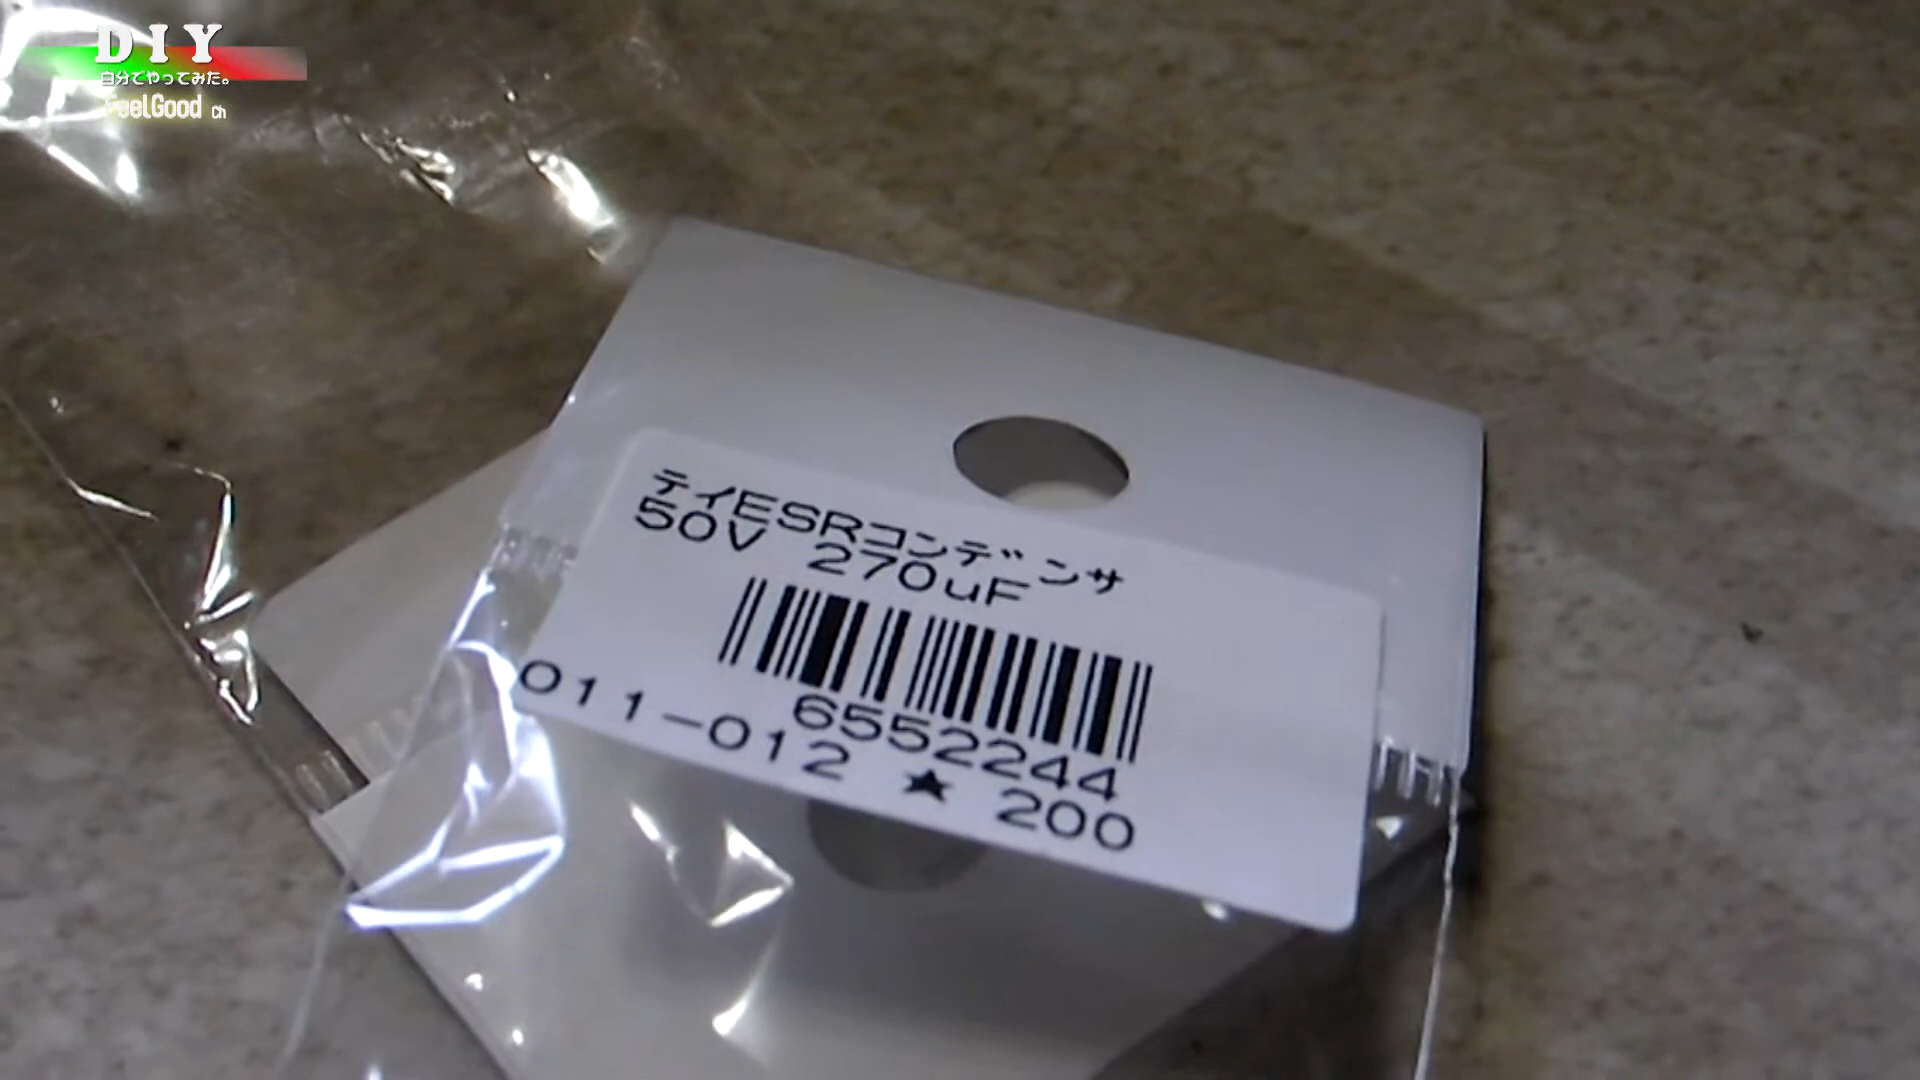 DIY
自分でやってみた。
FeelGood ch
テイESRコンデンサ
50V 270uF
6552244
011-012 ★ 200